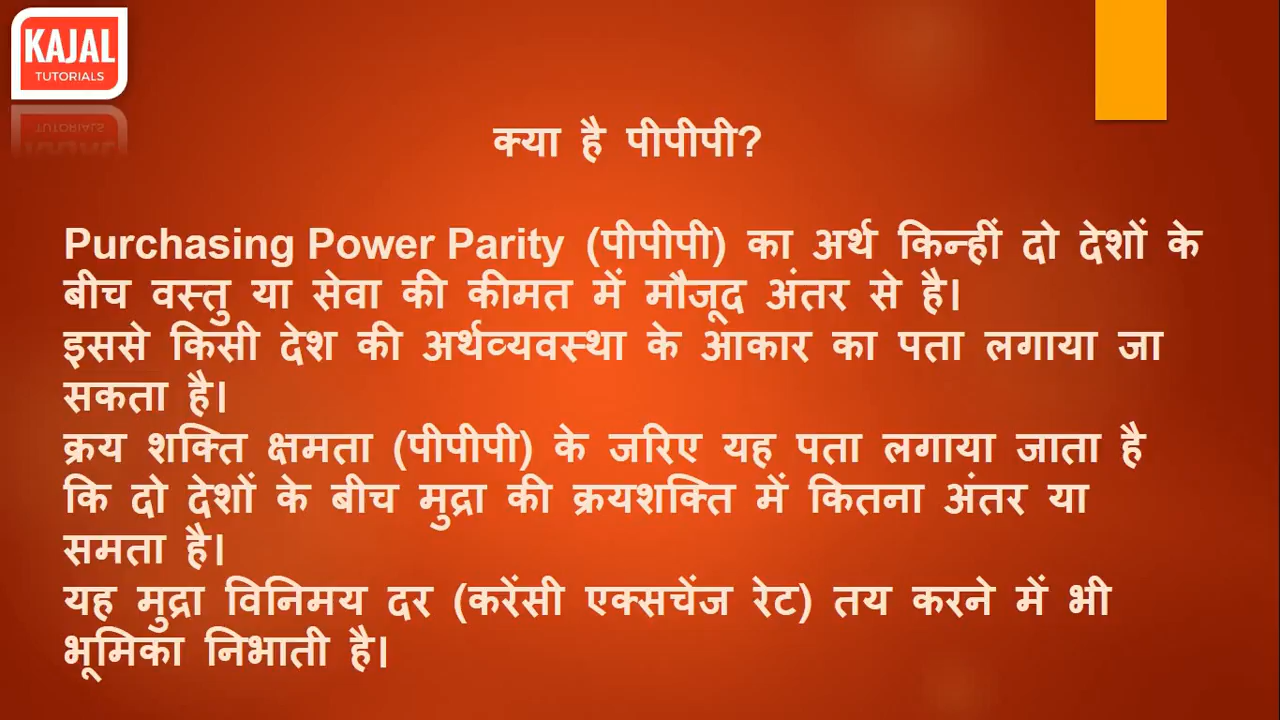 KAJAL
TUTORIALS
क्या है पीपीपी?
Purchasing Power Parity (पीपीपी) का अर्थ किन्हीं दो देशों के
बीच वस्तु या सेवा की कीमत में मौजूद अंतर से है।
इससे किसी देश की अर्थव्यवस्था के आकार का पता लगाया जा
सकता है।
क्रय शक्ति क्षमता (पीपीपी) के जरिए यह पता लगाया जाता है
कि दो देशों के बीच मुद्रा की क्रयशक्ति में कितना अंतर या
समता है।
यह मुद्रा विनिमय दर (करेंसी एक्सचेंज रेट) तय करने में भी
भूमिका निभाती है।